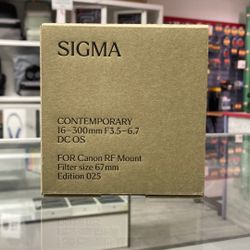 SIGMA
CONTEMPORARY
16-300mm F3.5-6.7
DC OS
FOR Canon RF Mount
Filter size 67mm
Edition 025